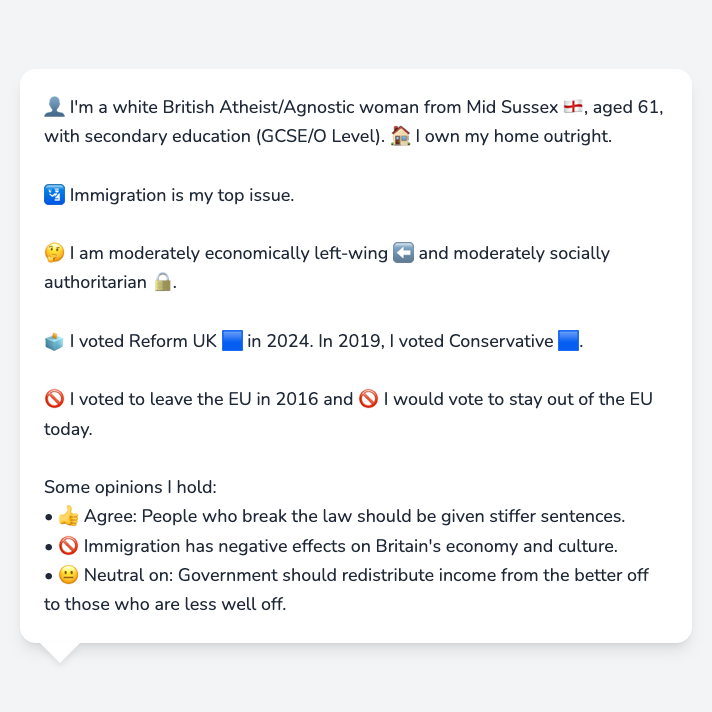 👤 I'm a white British Atheist/Agnostic woman from Mid Sussex 🏴󠁧󠁢󠁥󠁮󠁧󠁿, aged 61,
with secondary education (GCSE/O Level). 🏠 I own my home outright.
🛂 Immigration is my top issue.
🤔 I am moderately economically left-wing ⬅️ and moderately socially
authoritarian 🔒.
🗳️ I voted Reform UK 🟦 in 2024. In 2019, I voted Conservative 🟦.
🚫 I voted to leave the EU in 2016 and 🚫 I would vote to stay out of the EU
today.
Some opinions I hold:
• 👍 Agree: People who break the law should be given stiffer sentences.
• 🚫 Immigration has negative effects on Britain's economy and culture.
• 😐 Neutral on: Government should redistribute income from the better off
to those who are less well off.